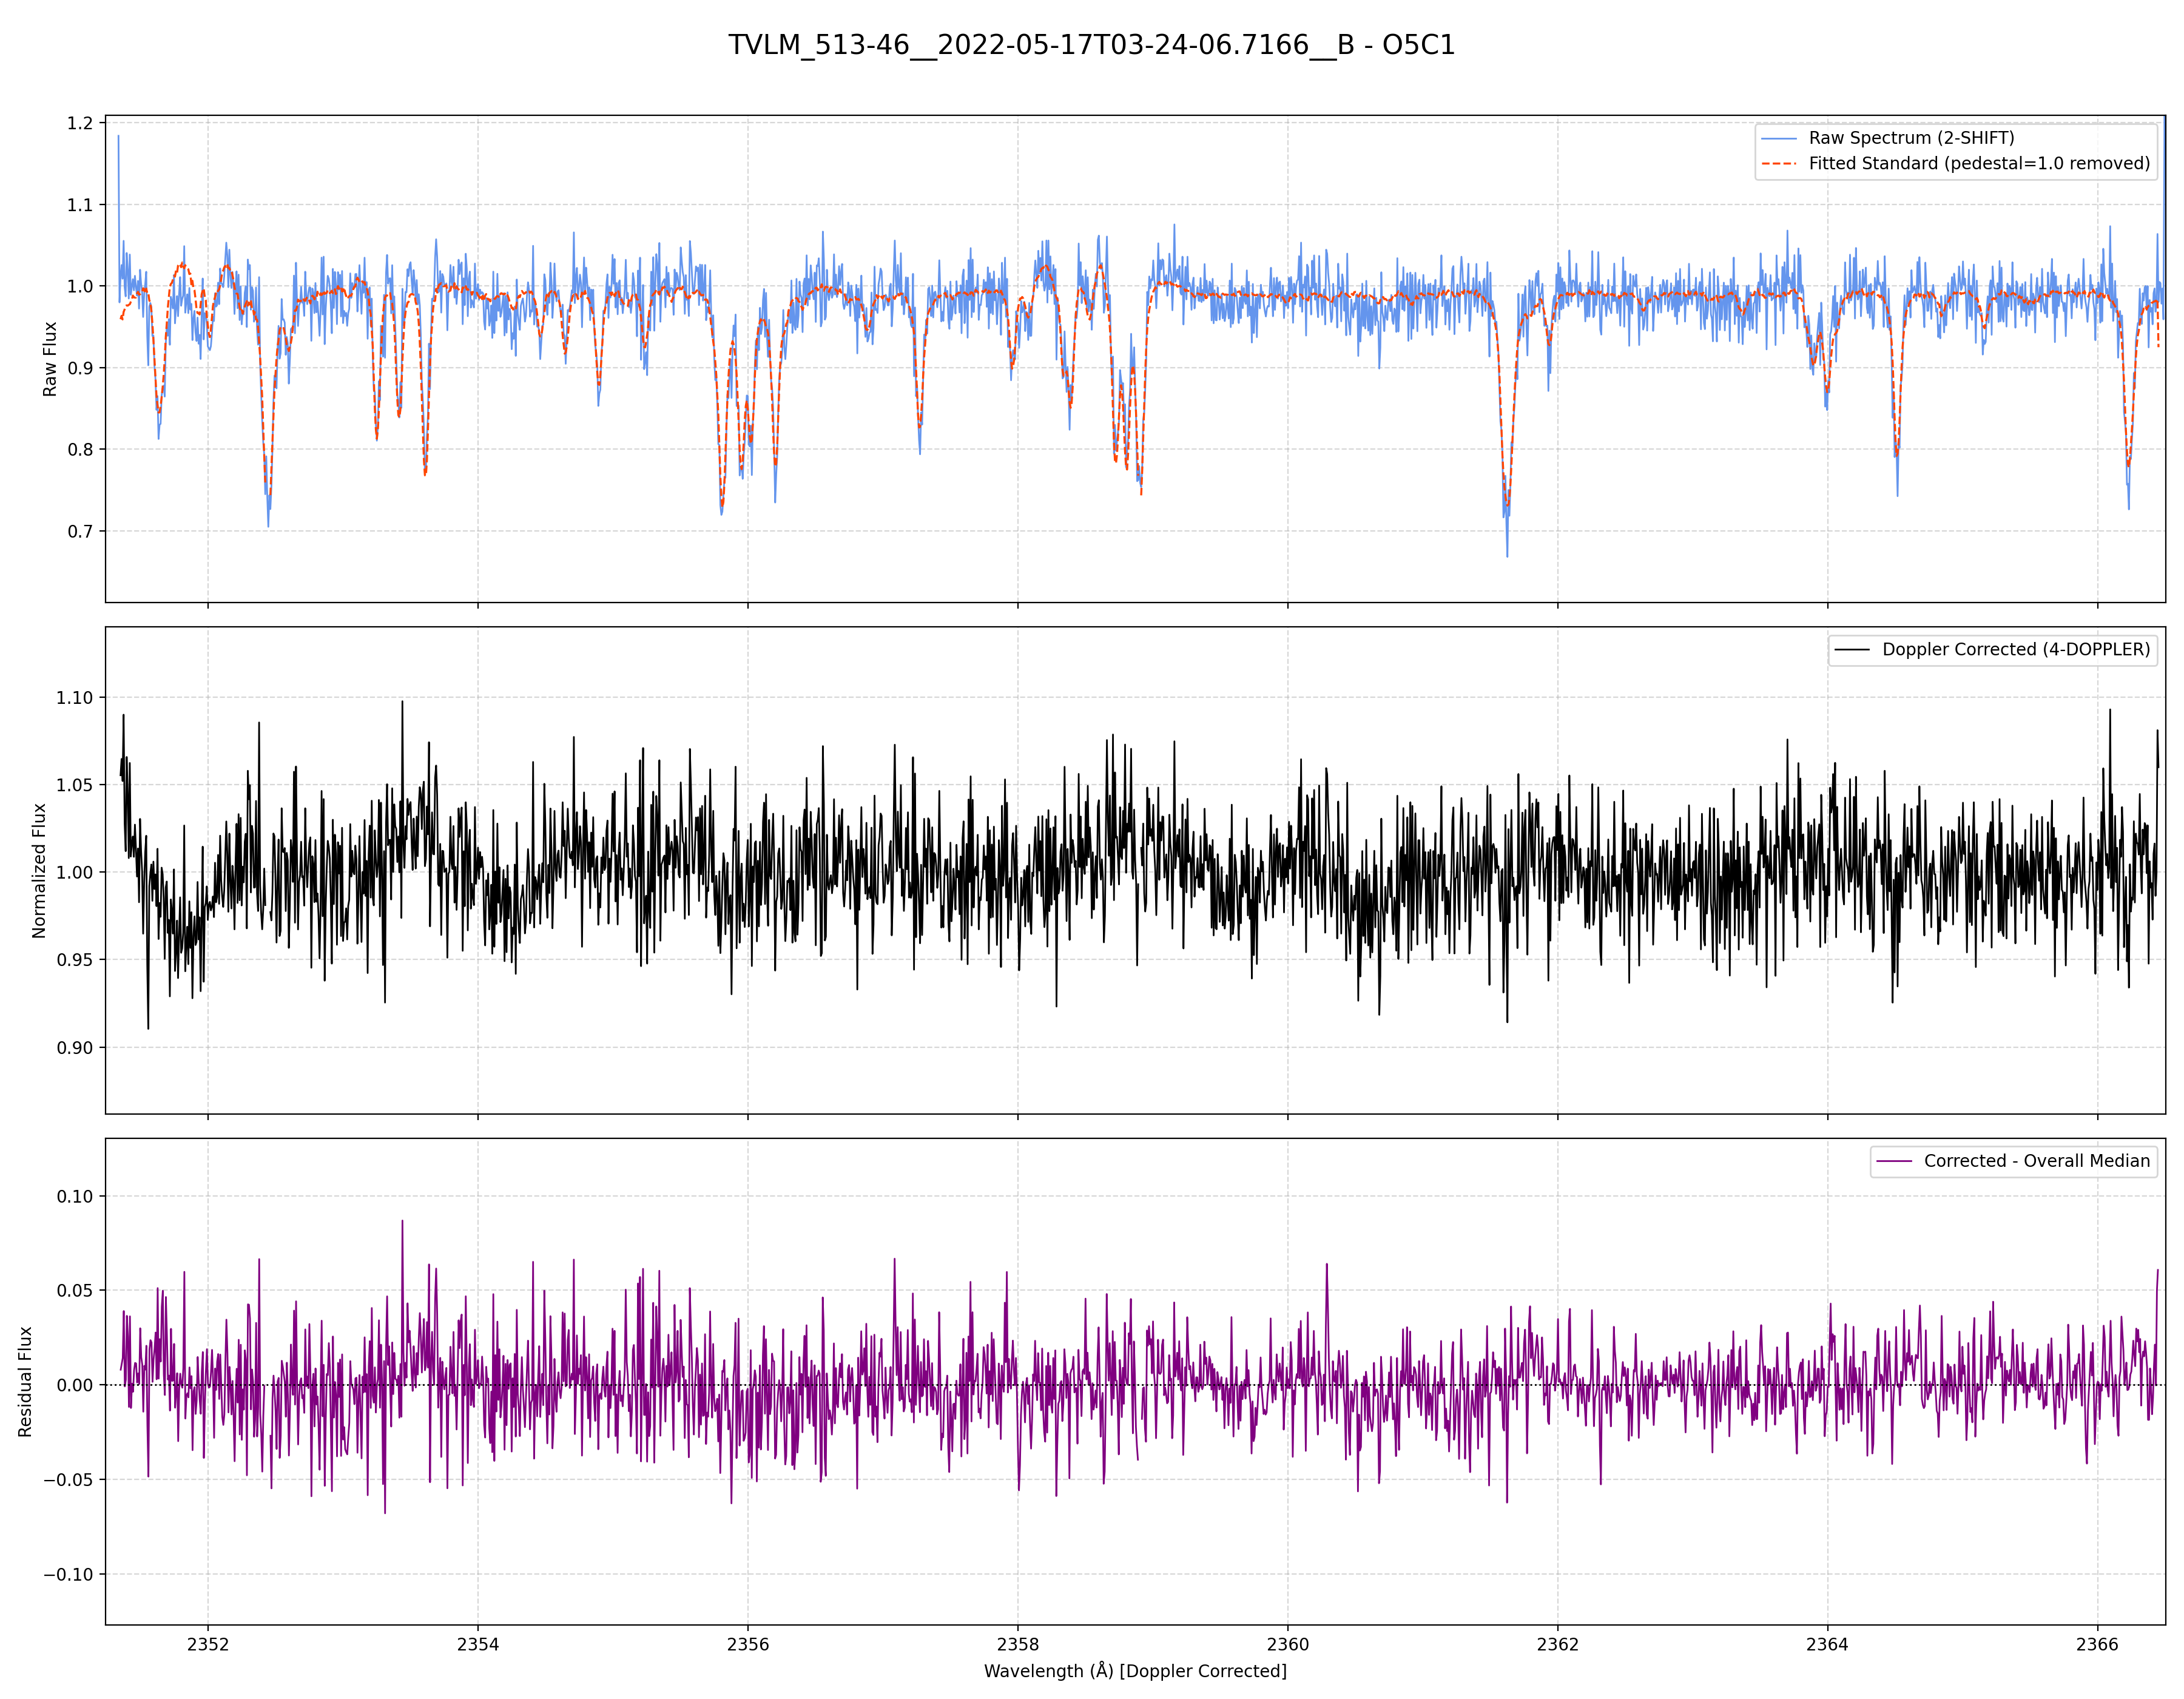 TVLM_513-46__2022-05-17T03-24-06.7166__B - O5C1
1.2
1.1
1.0
0.9
0.8
0.7
Raw Flux
Raw Spectrum (2-SHIFT)
Fitted Standard (pedestal=1.0 removed)
1.10
1.05
1.00
0.95
0.90
Normalized Flux
Doppler Corrected (4-DOPPLER)
0.10
0.05
0.00
−0.05
−0.10
Residual Flux
Corrected - Overall Median
2352 2354 2356 2358 2360 2362 2364 2366
Wavelength (Å) [Doppler Corrected]